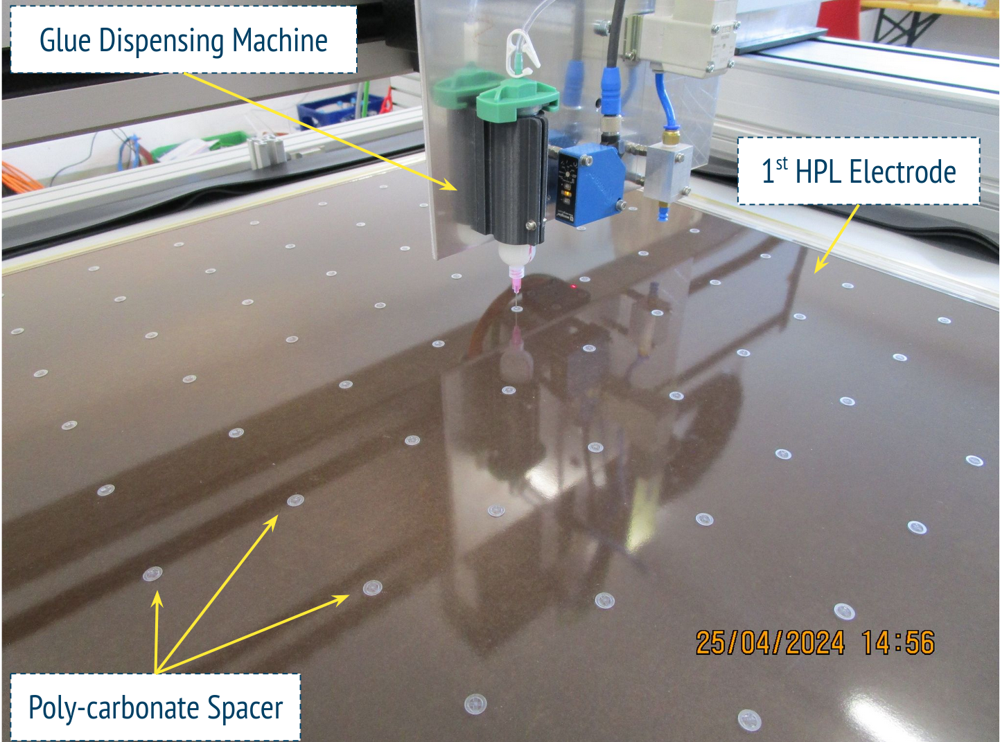 Glue Dispensing Machine
1st HPL Electrode
25/04/2024 14:56
Poly-carbonate Spacer